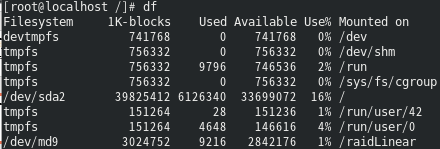 [root@localhost /]# df
Filesystem     1K-blocks    Used Available Use% Mounted on
devtmpfs          741768       0    741768   0% /dev
tmpfs             756332       0    756332   0% /dev/shm
tmpfs             756332    9796    746536   2% /run
tmpfs             756332       0    756332   0% /sys/fs/cgroup
/dev/sda2       39825412 6126340  33699072  16% /
tmpfs             151264      28    151236   1% /run/user/42
tmpfs             151264    4648    146616   4% /run/user/0
/dev/md9         3024752    9216   2842176   1% /raidLinear